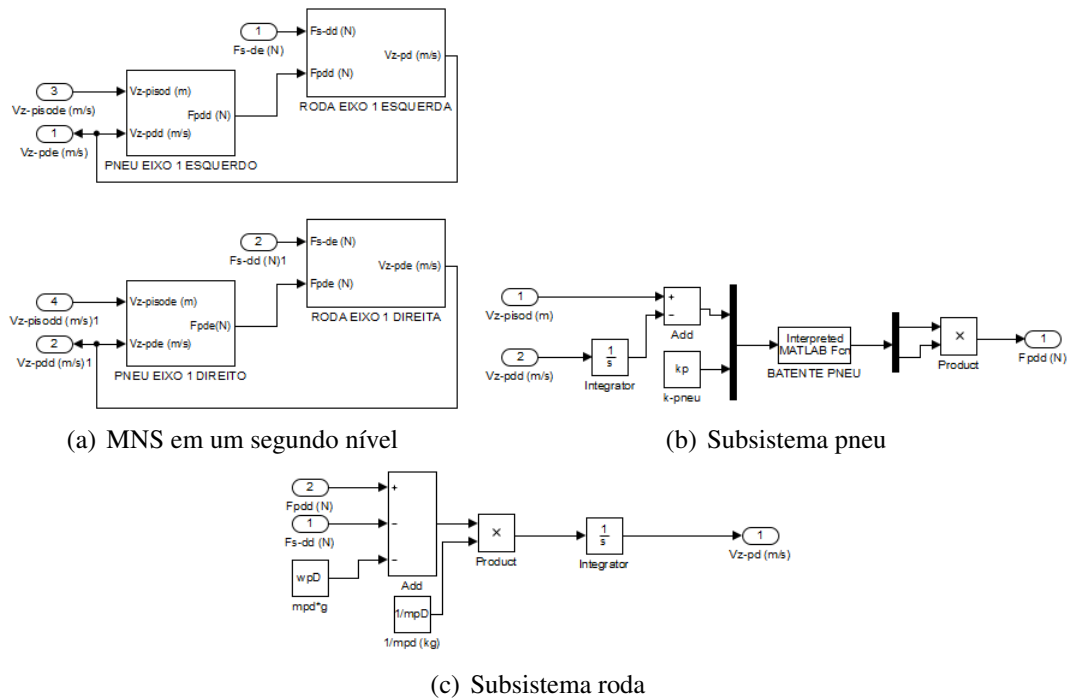 1
Fs-de (N)
Fs-dd (N)
Fpdd (N)
Vz-pd (m/s)
RODA EIXO 1 ESQUERDA
3
Vz-pisode (m/s)
1
Vz-pde (m/s)
Vz-pisod (m)
Vz-pdd (m/s)
Fpdd (N)
PNEU EIXO 1 ESQUERDO
2
Fs-dd (N)1
Fs-de (N)
Fpde (N)
Vz-pde (m/s)
RODA EIXO 1 DIREITA
4
Vz-pisodd (m/s)1
2
Vz-pdd (m/s)1
Vz-pisode (m)
Vz-pde (m/s)
Fpde(N)
PNEU EIXO 1 DIREITO
(a) MNS em um segundo nível
1
Vz-pisod (m)
2
Vz-pdd (m/s)
1
s
Integrator
+
−
Add
kp
k-pneu
Interpreted
MATLAB Fcn
BATENTE PNEU
×
Product
1
Fpdd (N)
(b) Subsistema pneu
2
Fpdd (N)
1
Fs-dd (N)
wpD
mpd*g
+
−
−
Add
1/mpD
1/mpd (kg)
×
Product
1
s
Integrator
1
Vz-pd (m/s)
(c) Subsistema roda